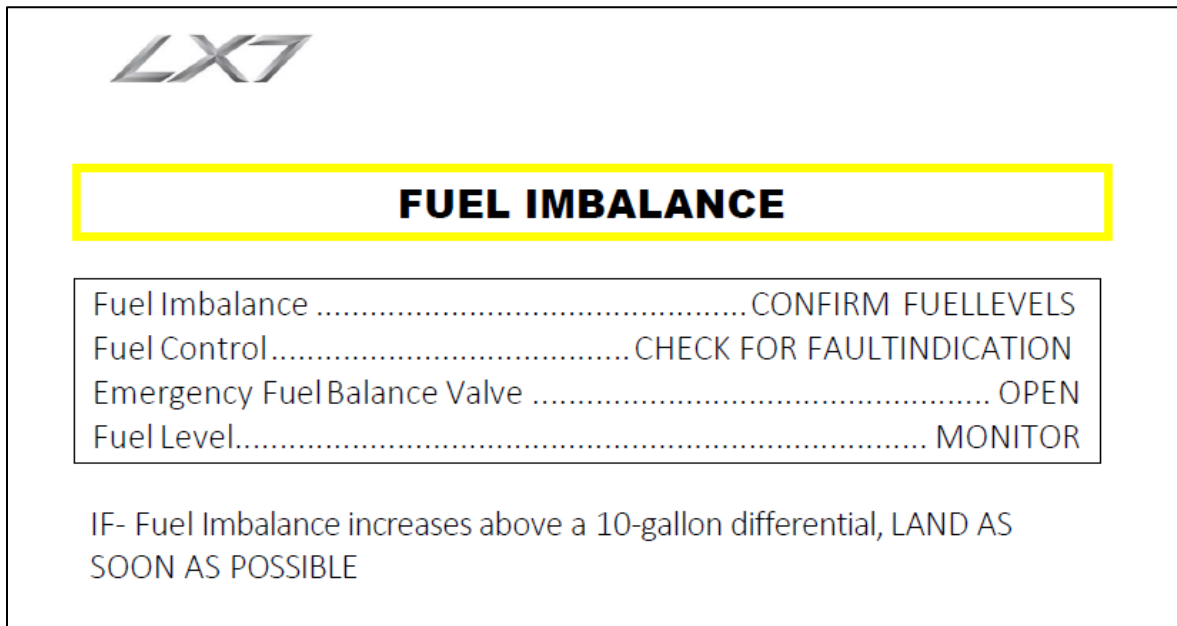 LX7
FUEL IMBALANCE
Fuel Imbalance ................................................CONFIRM FUELLEVELS
Fuel Control.......................................CHECK FOR FAULTINDICATION
Emergency Fuel Balance Valve .................................................. OPEN
Fuel Level........................................................................... MONITOR
IF- Fuel Imbalance increases above a 10-gallon differential, LAND AS
SOON AS POSSIBLE